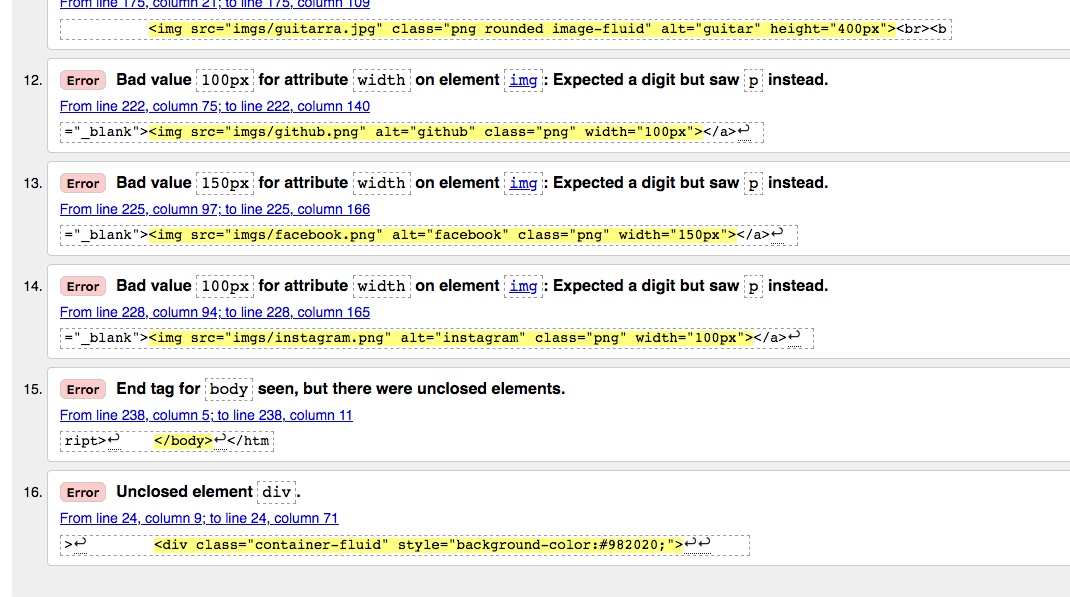 From line 175, column 21; to line 175, column 109
<img src="imgs/guitarra.jpg" class="png rounded image-fluid" alt="guitar" height="400px"><br><b
12. Error Bad value 100px for attribute width on element img: Expected a digit but saw p instead.
From line 222, column 75; to line 222, column 140
="_blank"><img src="imgs/github.png" alt="github" class="png" width="100px"></a>↩
13. Error Bad value 150px for attribute width on element img: Expected a digit but saw p instead.
From line 225, column 97; to line 225, column 166
="_blank"><img src="imgs/facebook.png" alt="facebook" class="png" width="150px"></a>↩
14. Error Bad value 100px for attribute width on element img: Expected a digit but saw p instead.
From line 228, column 94; to line 228, column 165
="_blank"><img src="imgs/instagram.png" alt="instagram" class="png" width="100px"></a>↩
15. Error End tag for body seen, but there were unclosed elements.
From line 238, column 5; to line 238, column 11
ript>↩ </body>↩</htm
16. Error Unclosed element div.
From line 24, column 9; to line 24, column 71
>↩ <div class="container-fluid" style="background-color:#982020;">↩↩